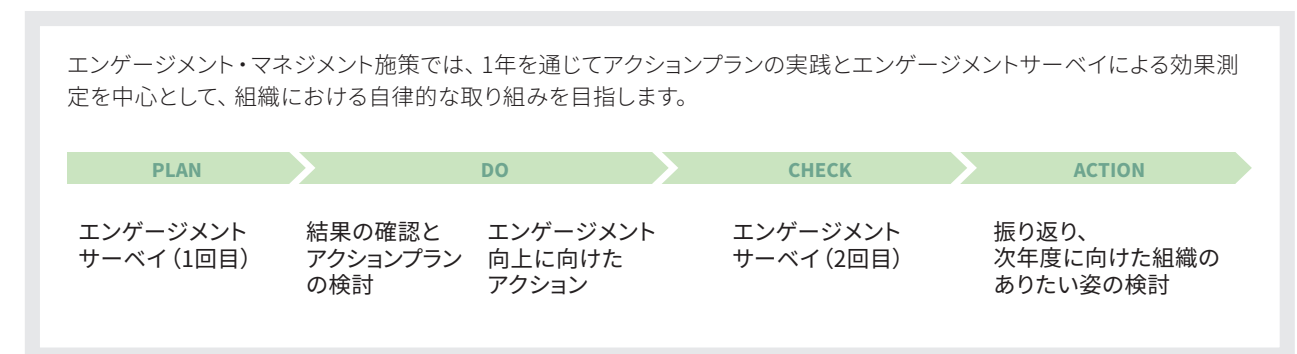 エンゲージメント・マネジメント施策では、1年を通じてアクションプランの実践とエンゲージメントサーベイによる効果測
定を中心として、組織における自律的な取り組みを目指します。
PLAN
DO
CHECK
ACTION
エンゲージメント
サーベイ（1回目）
結果の確認と
アクションプラン
の検討
エンゲージメント
向上に向けた
アクション
エンゲージメント
サーベイ（2回目）
振り返り、
次年度に向けた組織の
ありたい姿の検討